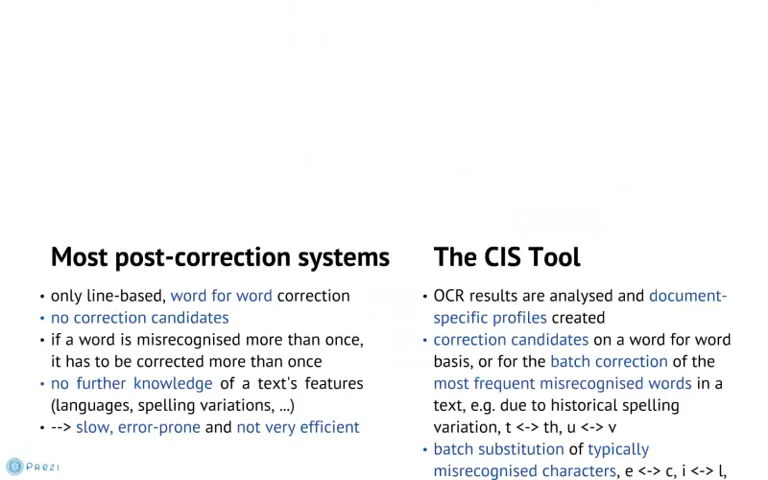 Most post-correction systems
• only line-based, word for word correction
• no correction candidates
• if a word is misrecognised more than once,
it has to be corrected more than once
• no further knowledge of a text's features
(languages, spelling variations, ...)
• --> slow, error-prone and not very efficient
The CIS Tool
• OCR results are analysed and document-
specific profiles created
• correction candidates on a word for word
basis, or for the batch correction of the
most frequent misrecognised words in a
text, e.g. due to historical spelling
variation, t <-> th, u <-> v
• batch substitution of typically
misrecognised characters, e <-> c, i <-> l,
Prezi